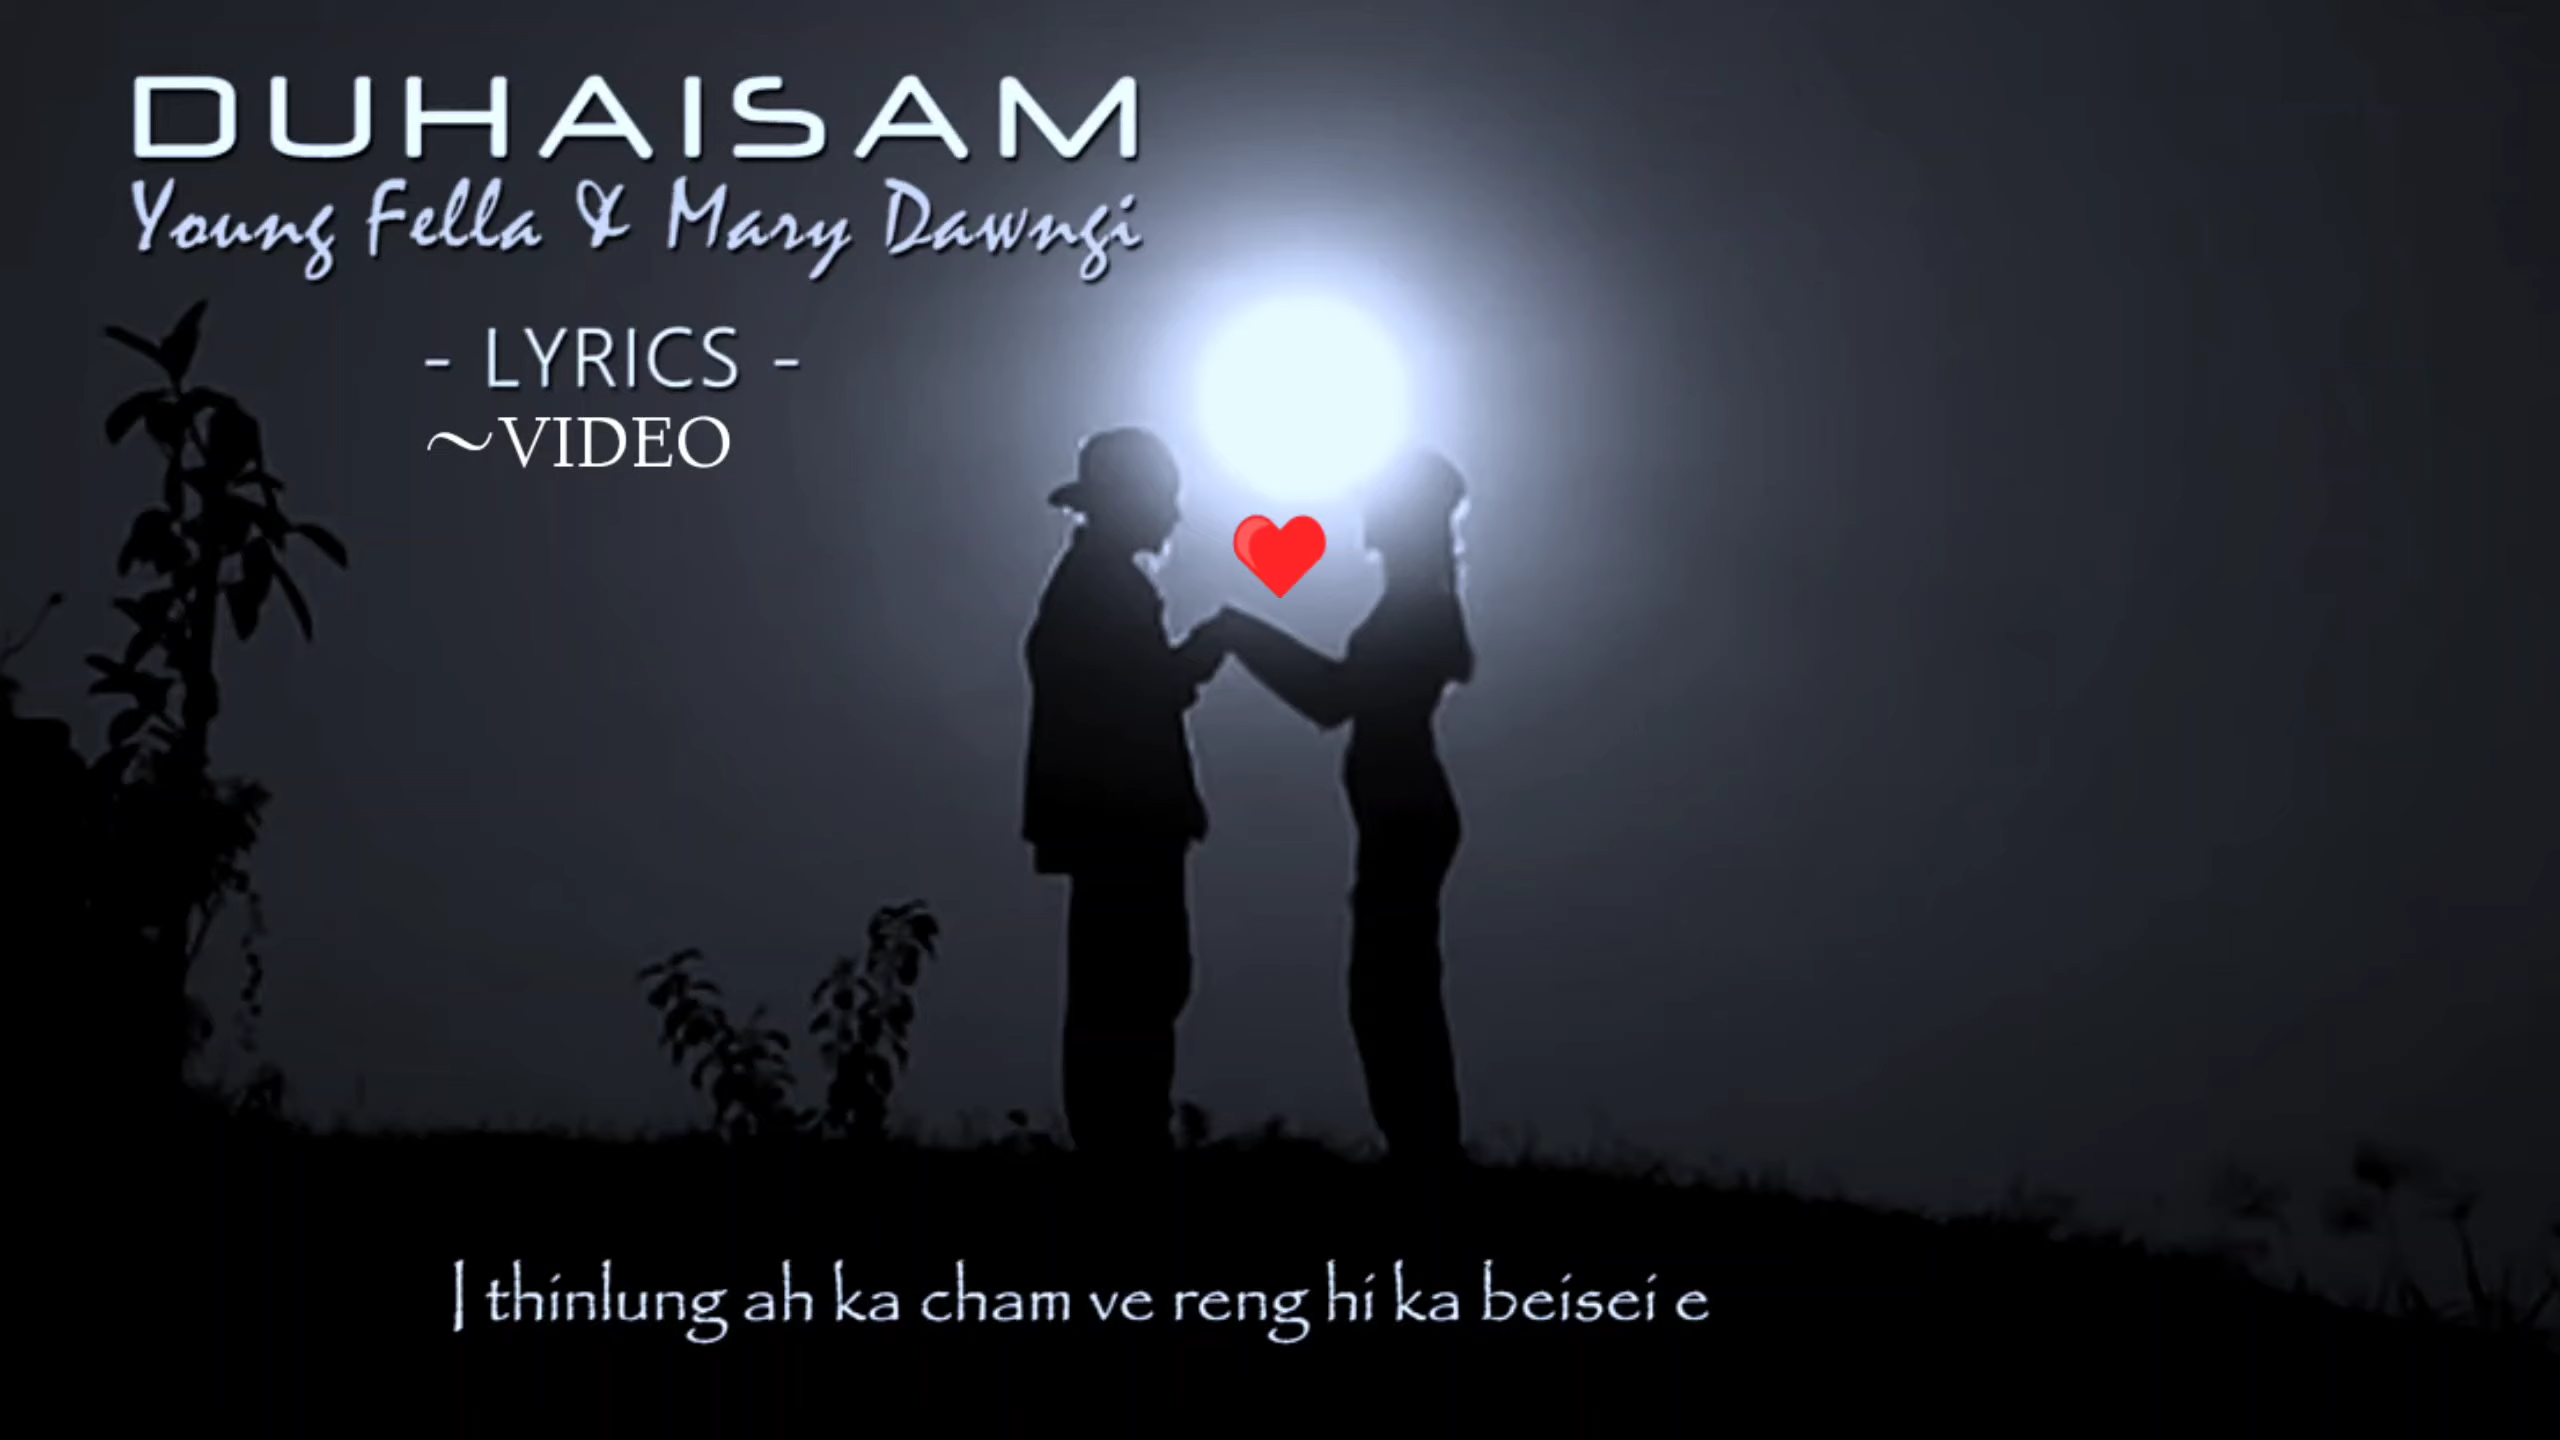 DUHAISAM
Young Fella & Mary Dawngi
- LYRICS -
~VIDEO
I thinlung ah ka cham ve reng hi ka beisei e